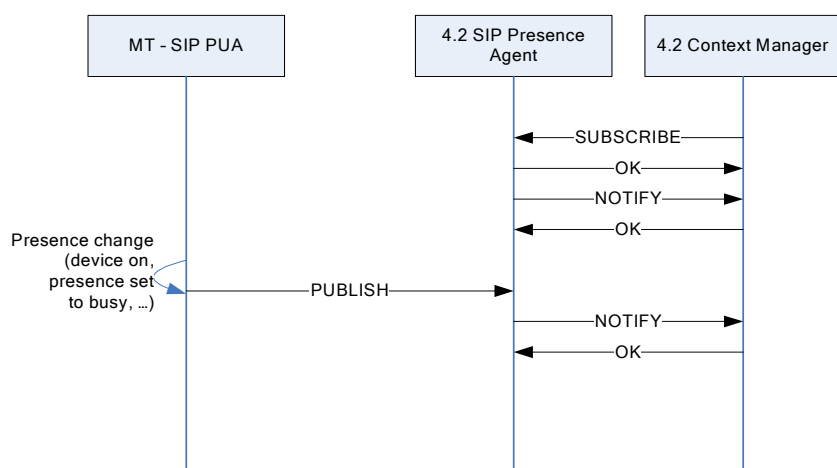 MT - SIP PUA
4.2 SIP Presence
Agent
4.2 Context Manager
SUBSCRIBE
OK
NOTIFY
OK
Presence change
(device on,
presence set
to busy, ...)
PUBLISH
NOTIFY
OK